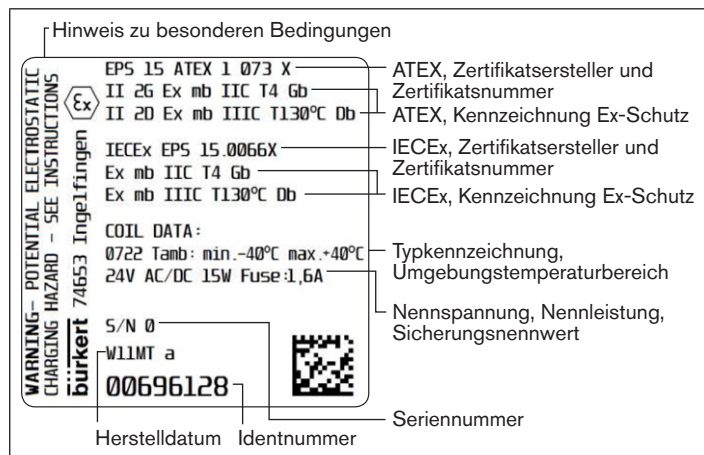 Hinweis zu besonderen Bedingungen
WARNING- POTENTIAL ELECTROSTATIC
CHARGING HAZARD - SEE INSTRUCTIONS
bürkert 74653 Ingelfingen
Ex
EPS 15 ATEX 1 073 X
II 2G Ex mb IIC T4 Gb
II 2D Ex mb IIIC T130°C Db
IECEx EPS 15.0066X
Ex mb IIC T4 Gb
Ex mb IIIC T130°C Db
COIL DATA:
0722 Tamb: min.-40°C max.+40°C
24V AC/DC 15W Fuse:1,6A
S/N 0
W11MT a
00696128
ATEX, Zertifikatsersteller und
Zertifikatsnummer
ATEX, Kennzeichnung Ex-Schutz
IECEx, Zertifikatsersteller und
Zertifikatsnummer
IECEx, Kennzeichnung Ex-Schutz
Typkennzeichnung,
Umgebungstemperaturbereich
Nennspannung, Nennleistung,
Sicherungsnennwert
Seriennummer
Herstelldatum Identnummer